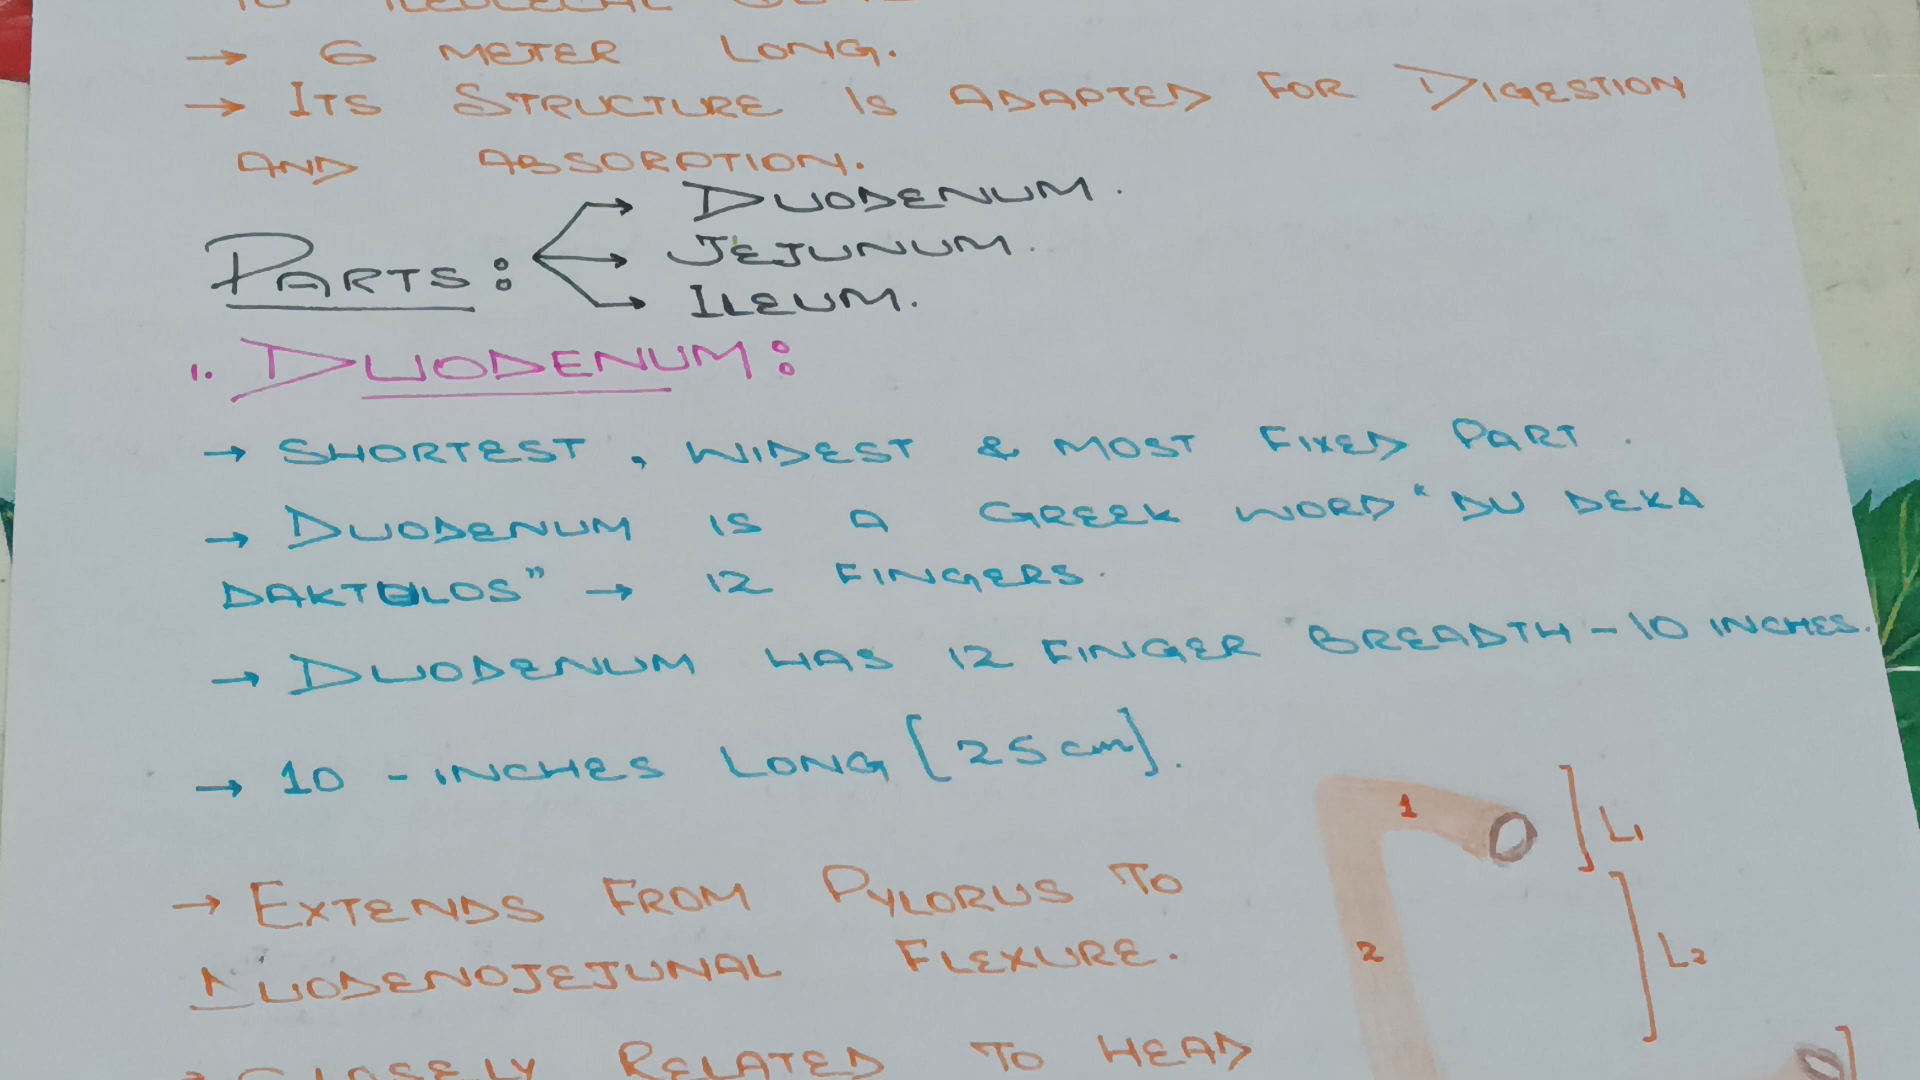 → 6 METER LONG.
→ ITS STRUCTURE IS ADAPTED FOR DIGESTION
AND ABSORPTION.
PARTS: → DUODENUM.
→ JEJUNUM.
→ ILEUM.
1. DUODENUM:
→ SHORTEST, WIDEST & MOST FIXED PART.
→ DUODENUM IS A GREEK WORD "DU DEKA
DAKTULOS" → 12 FINGERS.
→ DUODENUM HAS 12 FINGER BREADTH - 10 INCHES.
→ 10 - INCHES LONG [25 cm].
1
L1
→ EXTENDS FROM PYLORUS TO
DUODENOJEJUNAL FLEXURE.
2
L2
CLOSELY RELATED TO HEAD